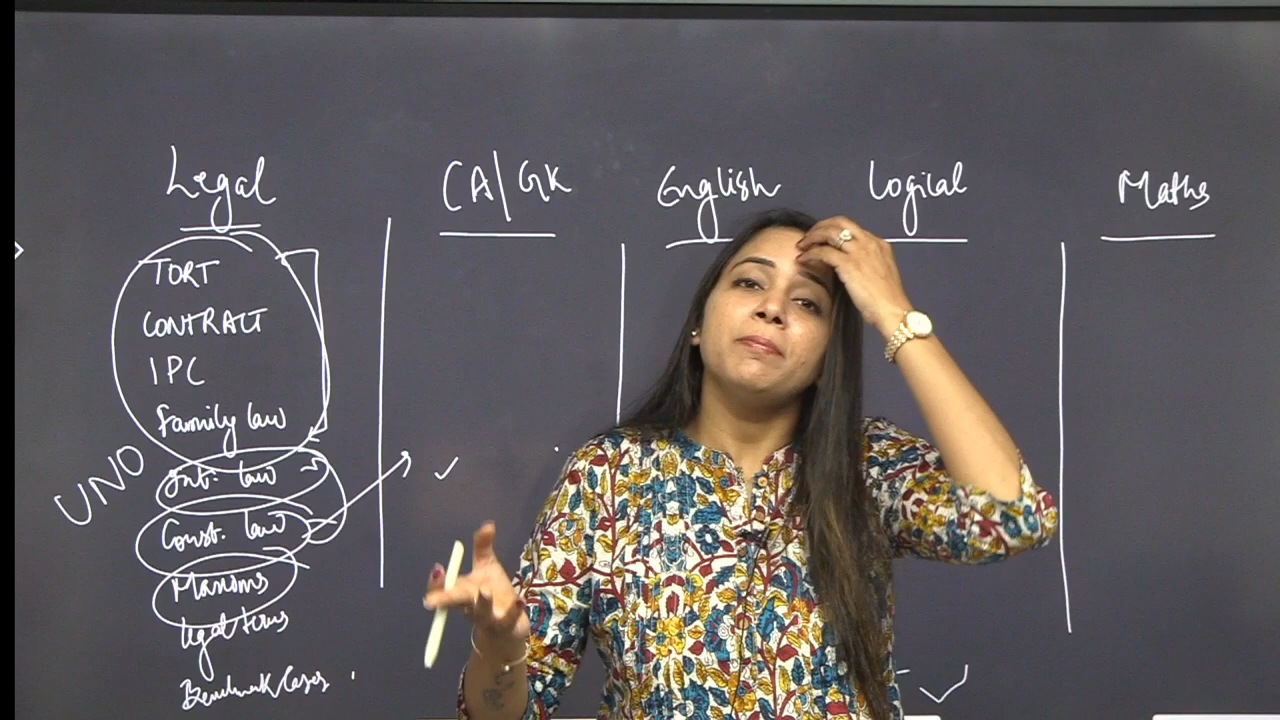 Legal
CA/GK
English
Logical
Maths
TORT
CONTRACT
IPC
Family law
UNO
Int. law
Const. law
Maxims
legal terms
Benchmark Cases